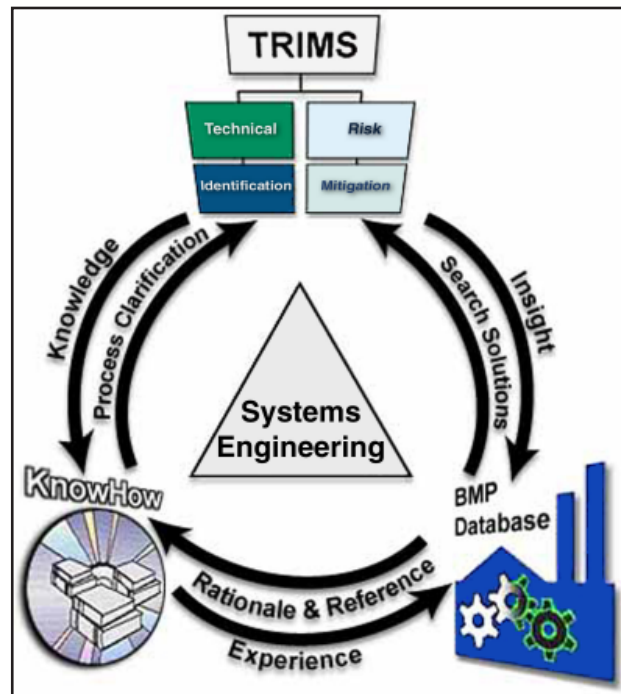 TRIMS
Technical
Risk
Identification
Mitigation
Knowledge
Process Clarification
Insight
Search Solutions
Systems
Engineering
KnowHow
BMP
Database
Rationale & Reference
Experience